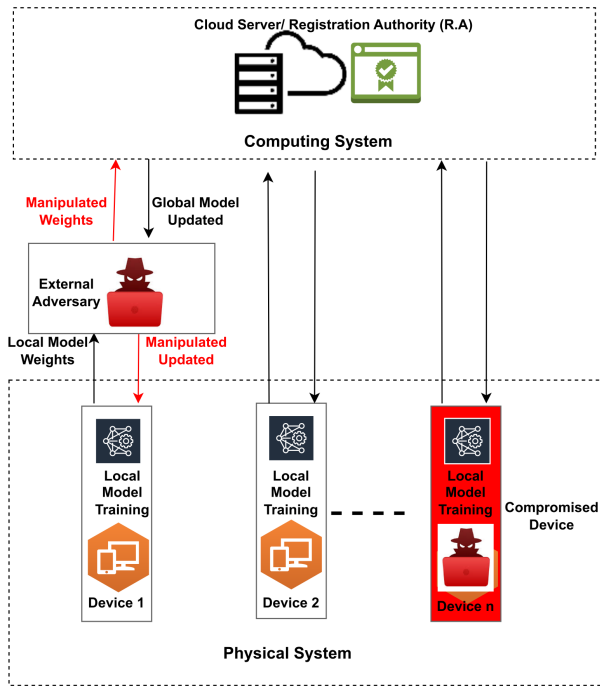 Cloud Server/ Registration Authority (R.A)
Computing System
Manipulated
Weights
Global Model
Updated
External
Adversary
Local Model
Weights
Manipulated
Updated
Local
Model
Training
Device 1
Local
Model
Training
Device 2
Local
Model
Training
Device n
Compromised
Device
Physical System